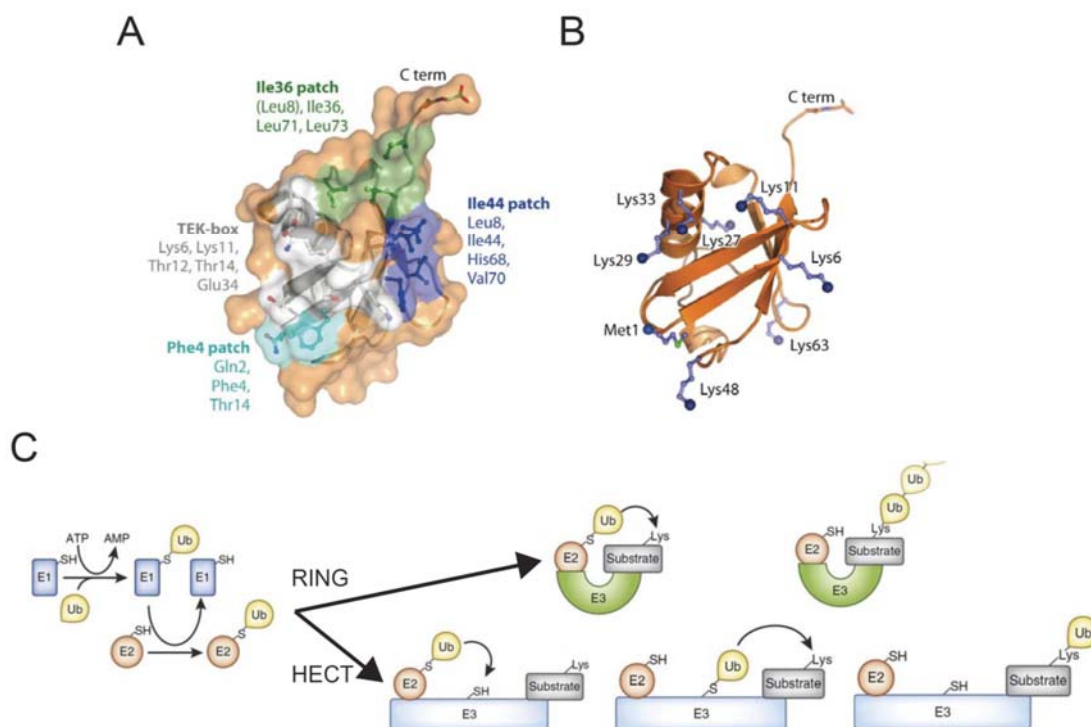 A
C term
Ile36 patch
(Leu8), Ile36,
Leu71, Leu73
TEK-box
Lys6, Lys11,
Thr12, Thr14,
Glu34
Ile44 patch
Leu8,
Ile44,
His68,
Val70
Phe4 patch
Gln2,
Phe4,
Thr14
B
C term
Lys33
Lys11
Lys27
Lys29
Lys6
Met1
Lys63
Lys48
C
ATP
AMP
SH
E1
Ub
S
Ub
E1
SH
E1
SH
E2
S
Ub
E2
RING
HECT
Ub
S
Lys
E2
Substrate
E3
Ub
Ub
SH
Lys
E2
Substrate
E3
Ub
S
E2
SH
Lys
Substrate
E3
SH
E2
Ub
S
Lys
Substrate
E3
SH
E2
SH
Ub
Lys
Substrate
E3